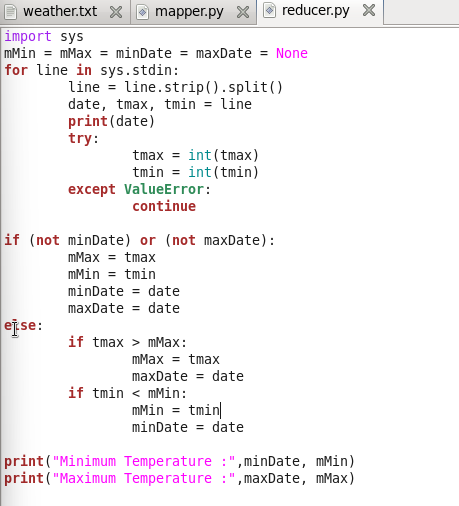 weather.txt mapper.py reducer.py
import sys
mMin = mMax = minDate = maxDate = None
for line in sys.stdin:
        line = line.strip().split()
        date, tmax, tmin = line
        print(date)
        try:
                tmax = int(tmax)
                tmin = int(tmin)
        except ValueError:
                continue

if (not minDate) or (not maxDate):
        mMax = tmax
        mMin = tmin
        minDate = date
        maxDate = date
else:
        if tmax > mMax:
                mMax = tmax
                maxDate = date
        if tmin < mMin:
                mMin = tmin
                minDate = date

print("Minimum Temperature :",minDate, mMin)
print("Maximum Temperature :",maxDate, mMax)